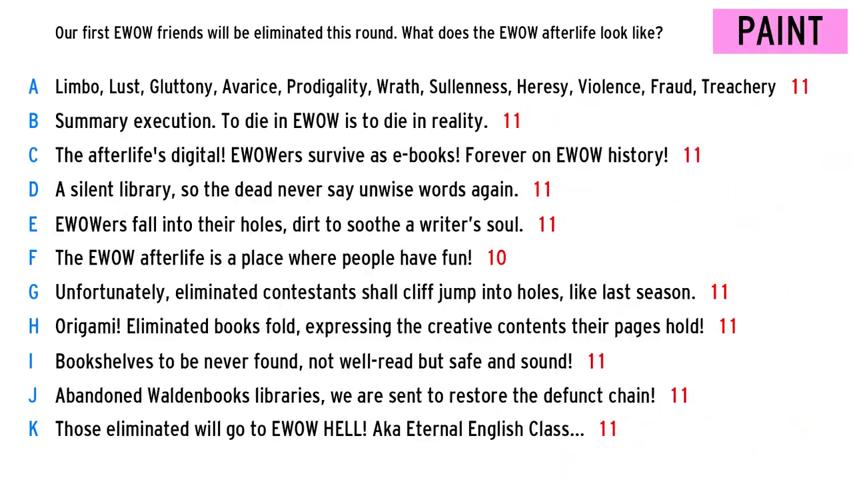 Our first EWOW friends will be eliminated this round. What does the EWOW afterlife look like?
PAINT
A Limbo, Lust, Gluttony, Avarice, Prodigality, Wrath, Sullenness, Heresy, Violence, Fraud, Treachery 11
B Summary execution. To die in EWOW is to die in reality. 11
C The afterlife's digital! EWOWers survive as e-books! Forever on EWOW history! 11
D A silent library, so the dead never say unwise words again. 11
E EWOWers fall into their holes, dirt to soothe a writer’s soul. 11
F The EWOW afterlife is a place where people have fun! 10
G Unfortunately, eliminated contestants shall cliff jump into holes, like last season. 11
H Origami! Eliminated books fold, expressing the creative contents their pages hold! 11
I Bookshelves to be never found, not well-read but safe and sound! 11
J Abandoned Waldenbooks libraries, we are sent to restore the defunct chain! 11
K Those eliminated will go to EWOW HELL! Aka Eternal English Class... 11